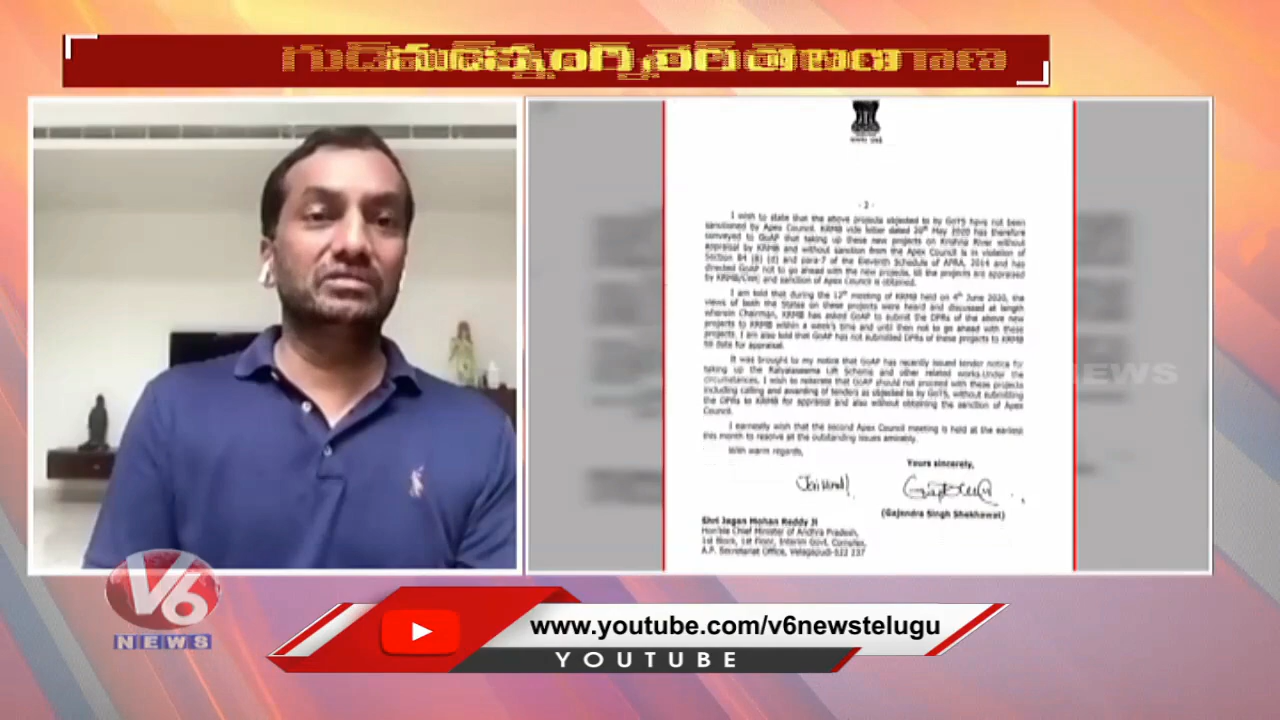 - 2 -
I wish to state that the above projects objected to by GoTS have not been
sanctioned by Apex Council. KRMB vide letter dated 20th May 2020 has therefore
conveyed to GoAP that taking up these new projects on Krishna River without
Appraisal by KRMB and without sanction from the Apex Council is in violation of
Section 84 (8) (d) and para-7 of the Eleventh Schedule of APRA, 2014 and has
directed GoAP not to go ahead with the new projects, till the projects are appraised
by KRMB/CWC and sanction of Apex Council is obtained.
I am told that during the 12th meeting of KRMB held on 4th June 2020, the
views of both the States on these projects were heard and discussed at length
wherein Chairman, KRMB has asked GoAP to submit the DPRs of the above new
projects to KRMB within a week's time and until then not to go ahead with these
projects. I am also told that GoAP has not submitted DPRs of these projects to KRMB
till date for appraisal.
It was brought to my notice that GoAP has recently issued tender notice for
taking up the Ralyalaseema Lift Scheme and other related works.Under the
circumstances, I wish to reiterate that GoAP should not proceed with these projects
including calling and awarding of tenders as objected to by GoTS, without submitting
the DPRs to KRMB for appraisal and also without obtaining the sanction of Apex
Council.
I earnestly wish that the second Apex Council meeting is held at the earliest
this month to resolve all the outstanding issues amicably.
With warm regards,
Yours sincerely,
(Gajendra Singh Shekhawat)
Shri Jagan Mohan Reddy Ji
Hon'ble Chief Minister of Andhra Pradesh,
1st Block, 1st Floor, Interim Govt. Complex,
A.P. Secretariat Office, Velagapudi-522 237
NEWS
V6
NEWS
www.youtube.com/v6newstelugu
YOUTUBE